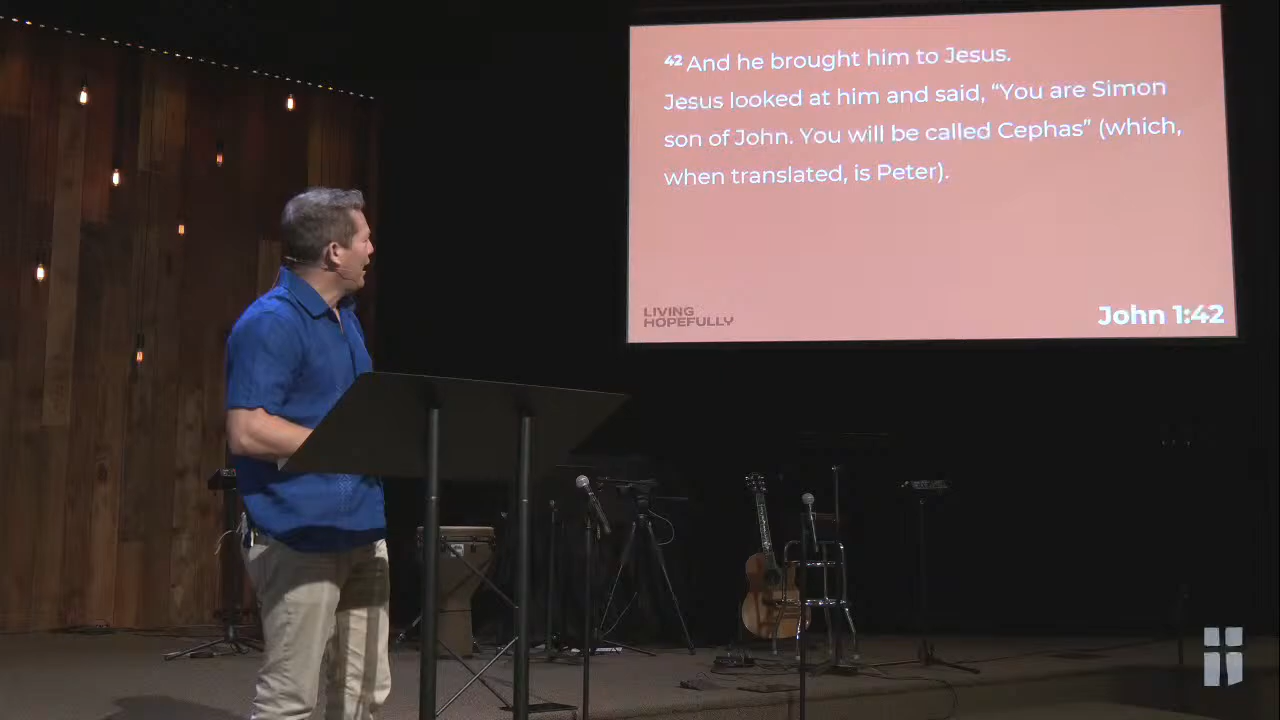 42 And he brought him to Jesus.
Jesus looked at him and said, “You are Simon
son of John. You will be called Cephas” (which,
when translated, is Peter).
LIVING
HOPEFULLY
John 1:42